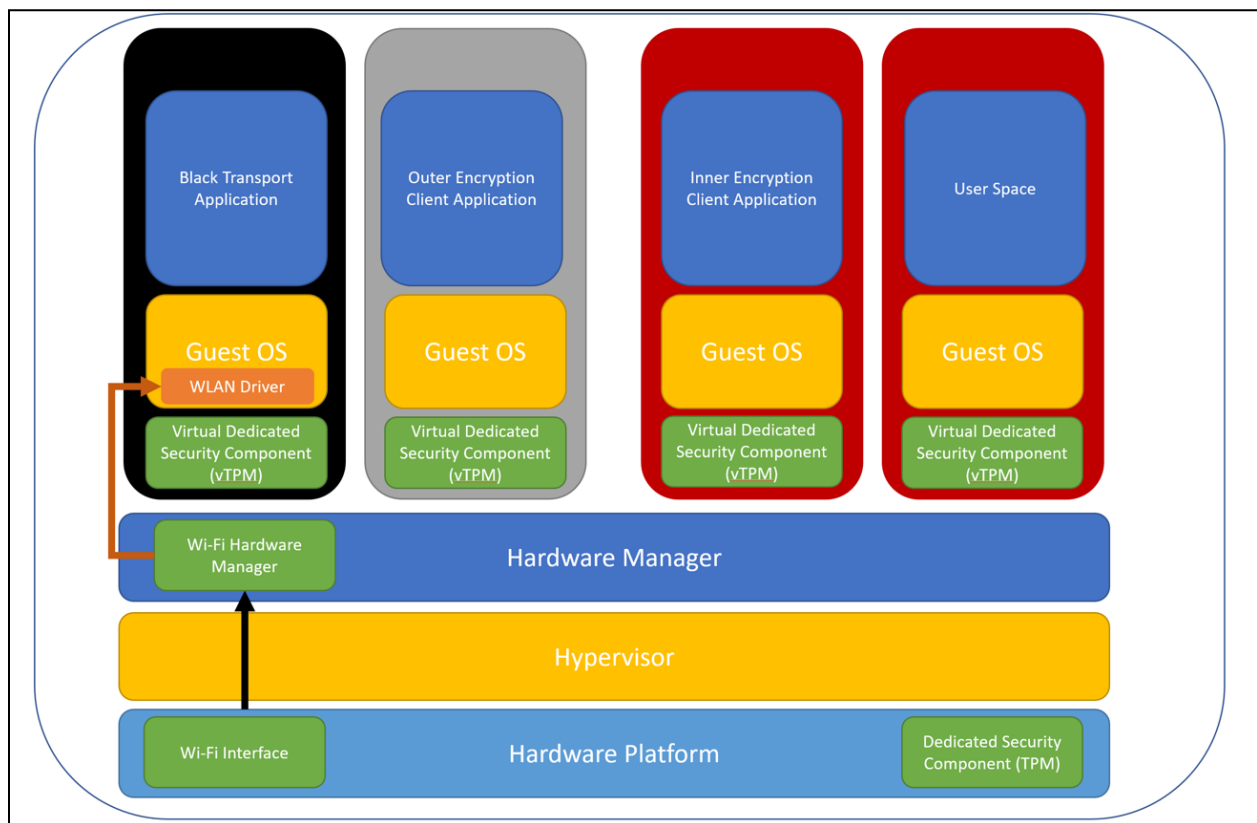 Black Transport
Application
Outer Encryption
Client Application
Inner Encryption
Client Application
User Space
Guest OS
WLAN Driver
Guest OS
Guest OS
Guest OS
Virtual Dedicated
Security Component
(vTPM)
Virtual Dedicated
Security Component
(vTPM)
Virtual Dedicated
Security Component
(vTPM)
Virtual Dedicated
Security Component
(vTPM)
Wi-Fi Hardware
Manager
Hardware Manager
Hypervisor
Wi-Fi Interface
Hardware Platform
Dedicated Security
Component (TPM)